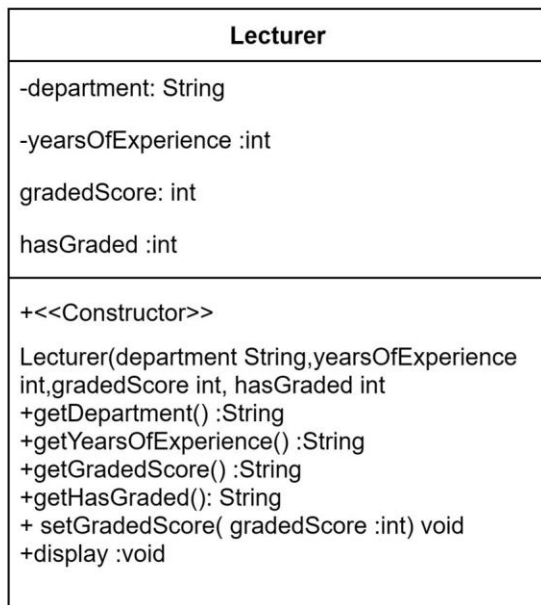 Lecturer
-department: String
-yearsOfExperience :int
gradedScore: int
hasGraded :int
+<<Constructor>>
Lecturer(department String,yearsOfExperience
int,gradedScore int, hasGraded int
+getDepartment() :String
+getYearsOfExperience() :String
+getGradedScore() :String
+getHasGraded(): String
+ setGradedScore( gradedScore :int) void
+display :void